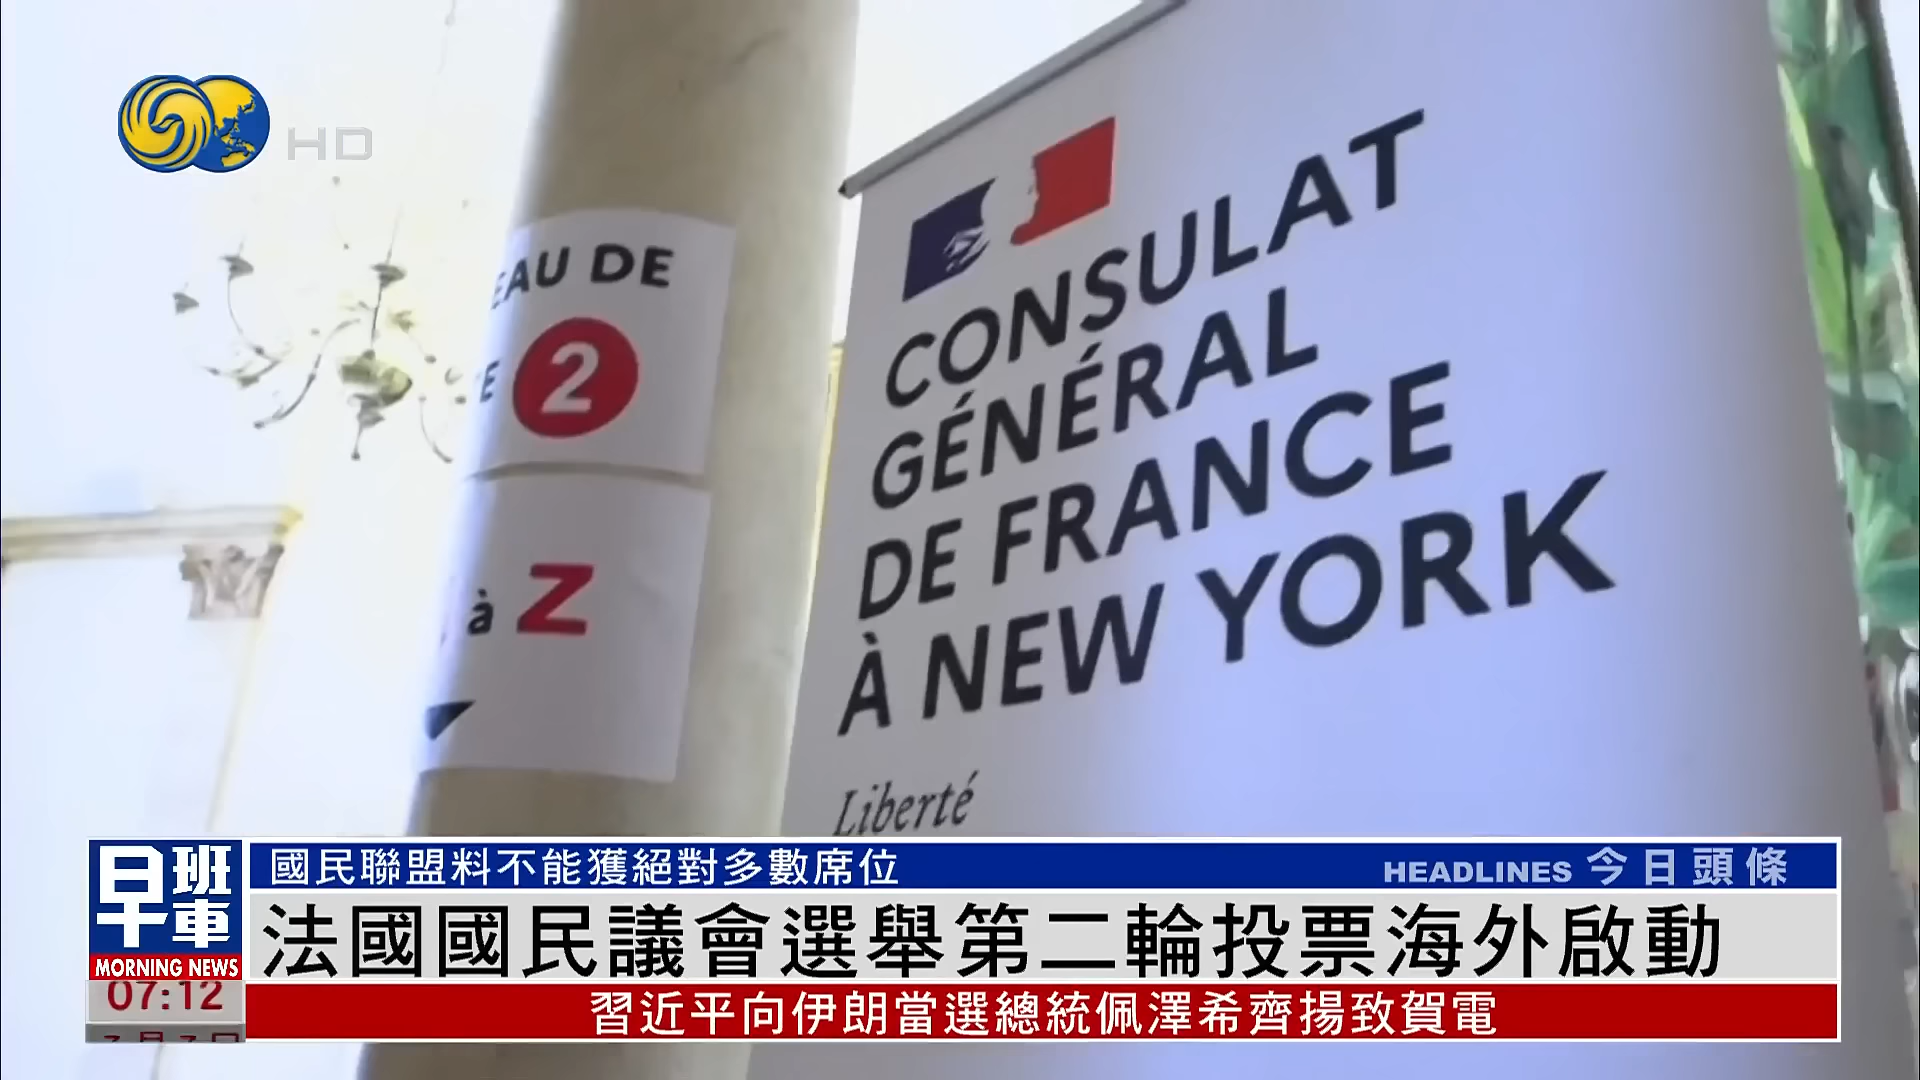 HD
EAU DE
E 2
à Z
CONSULAT
GÉNÉRAL
DE FRANCE
À NEW YORK
Liberté
國民聯盟料不能獲絕對多數席位
HEADLINES 今日頭條
早班車
法國國民議會選舉第二輪投票海外啟動
MORNING NEWS
07:12
習近平向伊朗當選總統佩澤希齊揚致賀電